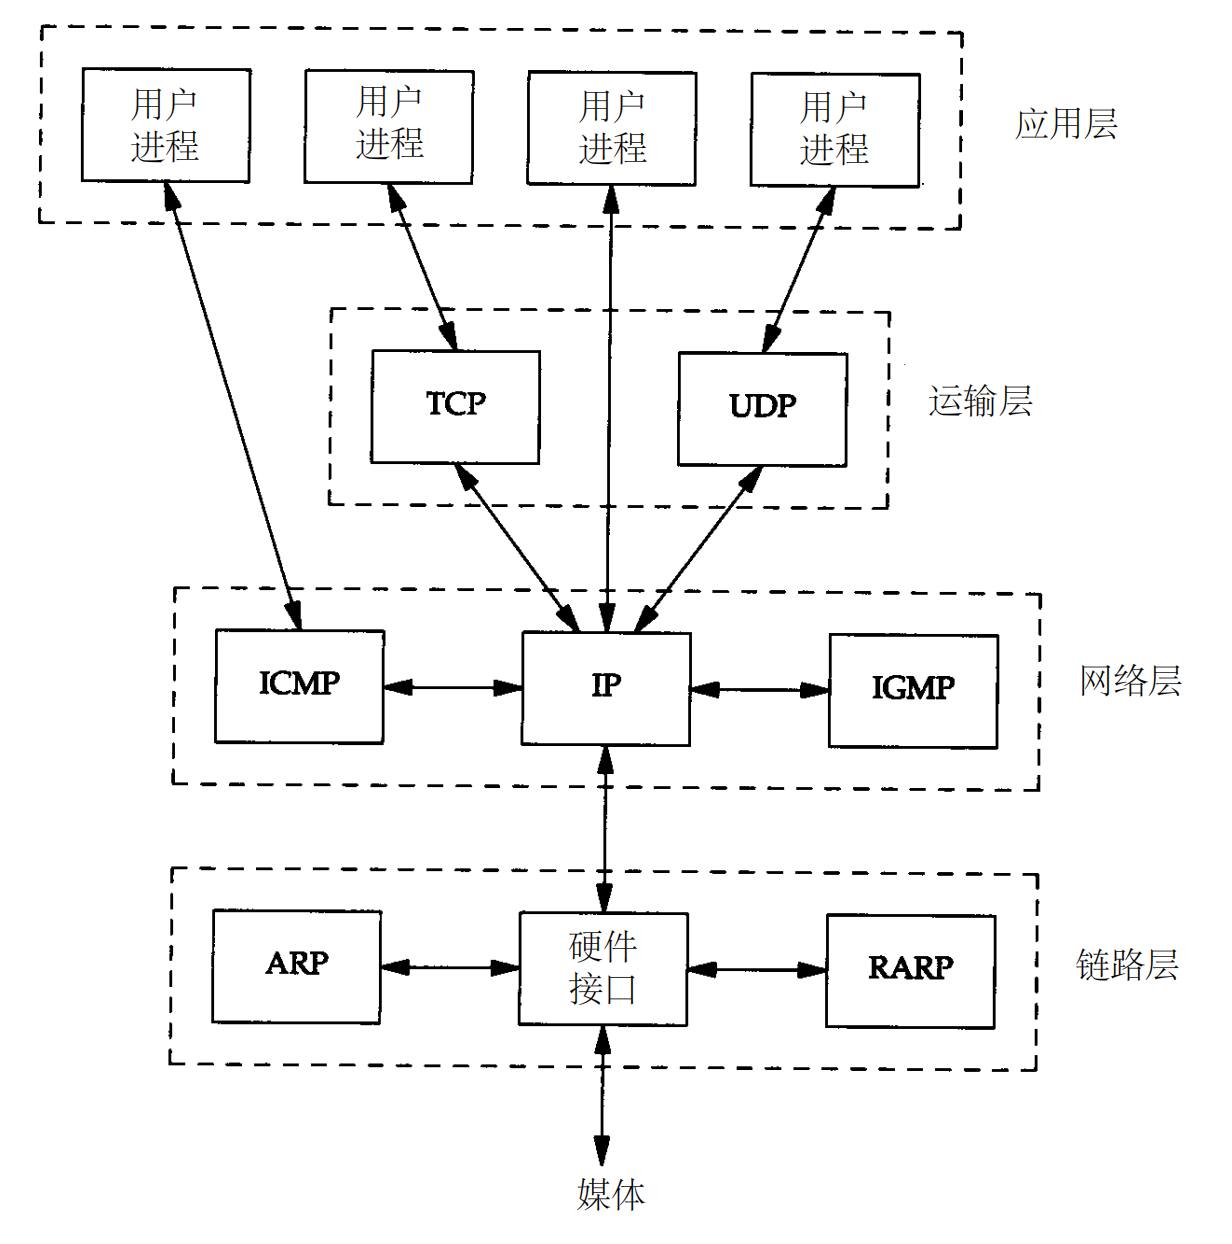 用户
进程
用户
进程
用户
进程
用户
进程
应用层
TCP
UDP
运输层
ICMP
IP
IGMP
网络层
ARP
硬件
接口
RARP
链路层
媒体